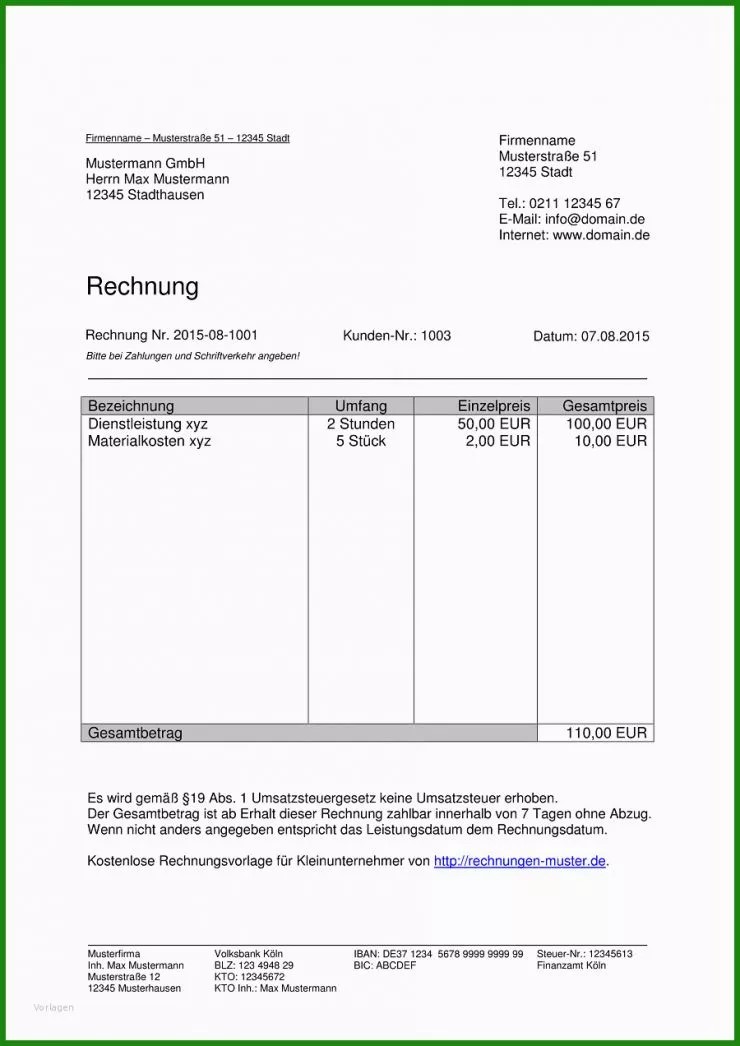 Firmenname – Musterstraße 51 – 12345 Stadt
Mustermann GmbH
Herrn Max Mustermann
12345 Stadthausen
Firmenname
Musterstraße 51
12345 Stadt
Tel.: 0211 12345 67
E-Mail: info@domain.de
Internet: www.domain.de
Rechnung
Rechnung Nr. 2015-08-1001 Kunden-Nr.: 1003 Datum: 07.08.2015
Bitte bei Zahlungen und Schriftverkehr angeben!
Bezeichnung Umfang Einzelpreis Gesamtpreis
Dienstleistung xyz 2 Stunden 50,00 EUR 100,00 EUR
Materialkosten xyz 5 Stück 2,00 EUR 10,00 EUR
Gesamtbetrag 110,00 EUR
Es wird gemäß §19 Abs. 1 Umsatzsteuergesetz keine Umsatzsteuer erhoben.
Der Gesamtbetrag ist ab Erhalt dieser Rechnung zahlbar innerhalb von 7 Tagen ohne Abzug.
Wenn nicht anders angegeben entspricht das Leistungsdatum dem Rechnungsdatum.
Kostenlose Rechnungsvorlage für Kleinunternehmer von http://rechnungen-muster.de.
Musterfirma Volksbank Köln IBAN: DE37 1234 5678 9999 9999 99 Steuer-Nr.: 12345613
Inh. Max Mustermann BLZ: 123 4948 29 BIC: ABCDEF Finanzamt Köln
Musterstraße 12 KTO: 12345672
12345 Musterhausen KTO Inh.: Max Mustermann
Vorlagen